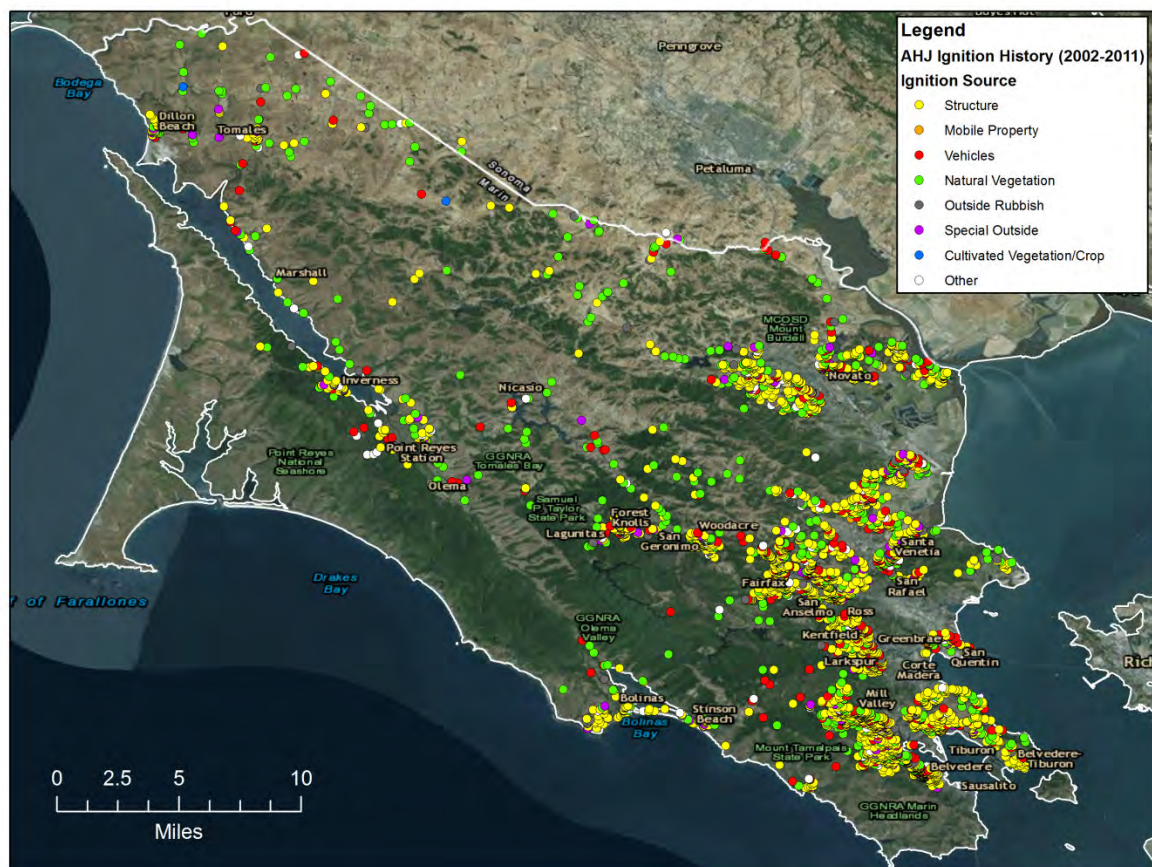 Legend
AHJ Ignition History (2002-2011)
Ignition Source
Structure
Mobile Property
Vehicles
Natural Vegetation
Outside Rubbish
Special Outside
Cultivated Vegetation/Crop
Other
Penngrove
Bodega
Bay
Dillon
Beach
Tomales
Petaluma
Sonoma
Marin
Marshall
MCOSD
Mount
Burdell
Novato
Inverness
Nicasio
Point Reyes
National
Seashore
Point Reyes
Station
GGNRA
Tomales Bay
Olema
Samuel
P. Taylor
State Park
Forest
Knolls
Lagunitas
San
Geronimo
Woodacre
Santa
Venetia
San
Rafael
Drakes
Bay
of Farallones
Fairfax
San
Anselmo
Ross
GGNRA
Olema
Valley
Kentfield
Greenbrae
San
Quentin
Larkspur
Corte
Madera
Bolinas
Bolinas
Bay
Stinson
Beach
Mill
Valley
Mount Tamalpais
State Park
Tiburon
Belvedere-
Tiburon
Belvedere
Sausalito
GGNRA Marin
Headlands
0 2.5 5 10
Miles